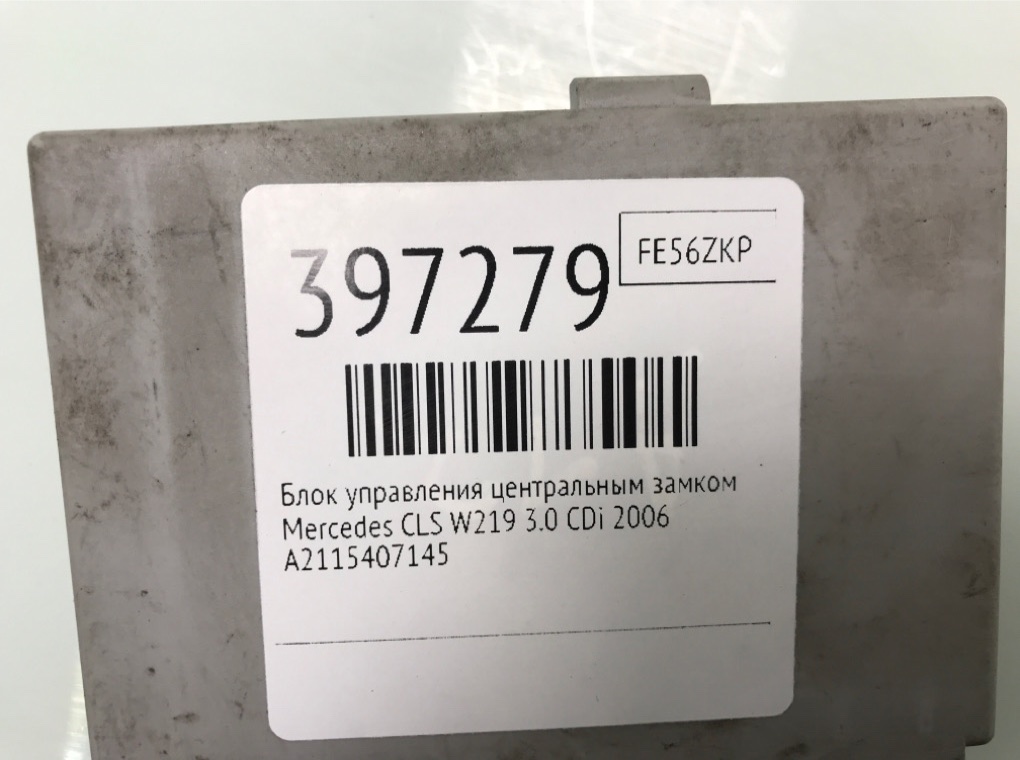 397279
FE56ZKP
Блок управления центральным замком
Mercedes CLS W219 3.0 CDi 2006
A2115407145